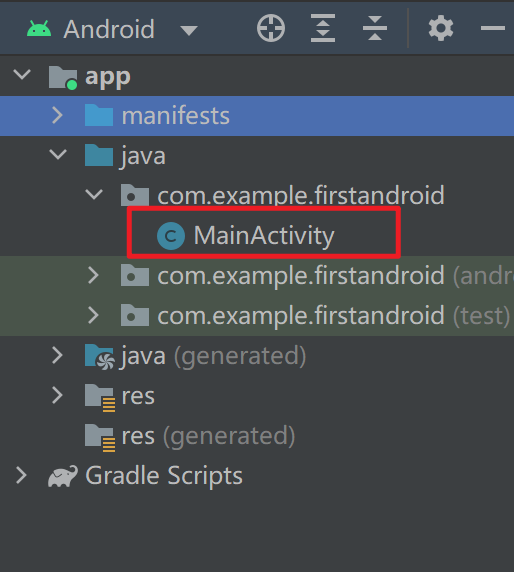 Android
app
manifests
java
com.example.firstandroid
C MainActivity
com.example.firstandroid (andr
com.example.firstandroid (test)
java (generated)
res
res (generated)
Gradle Scripts